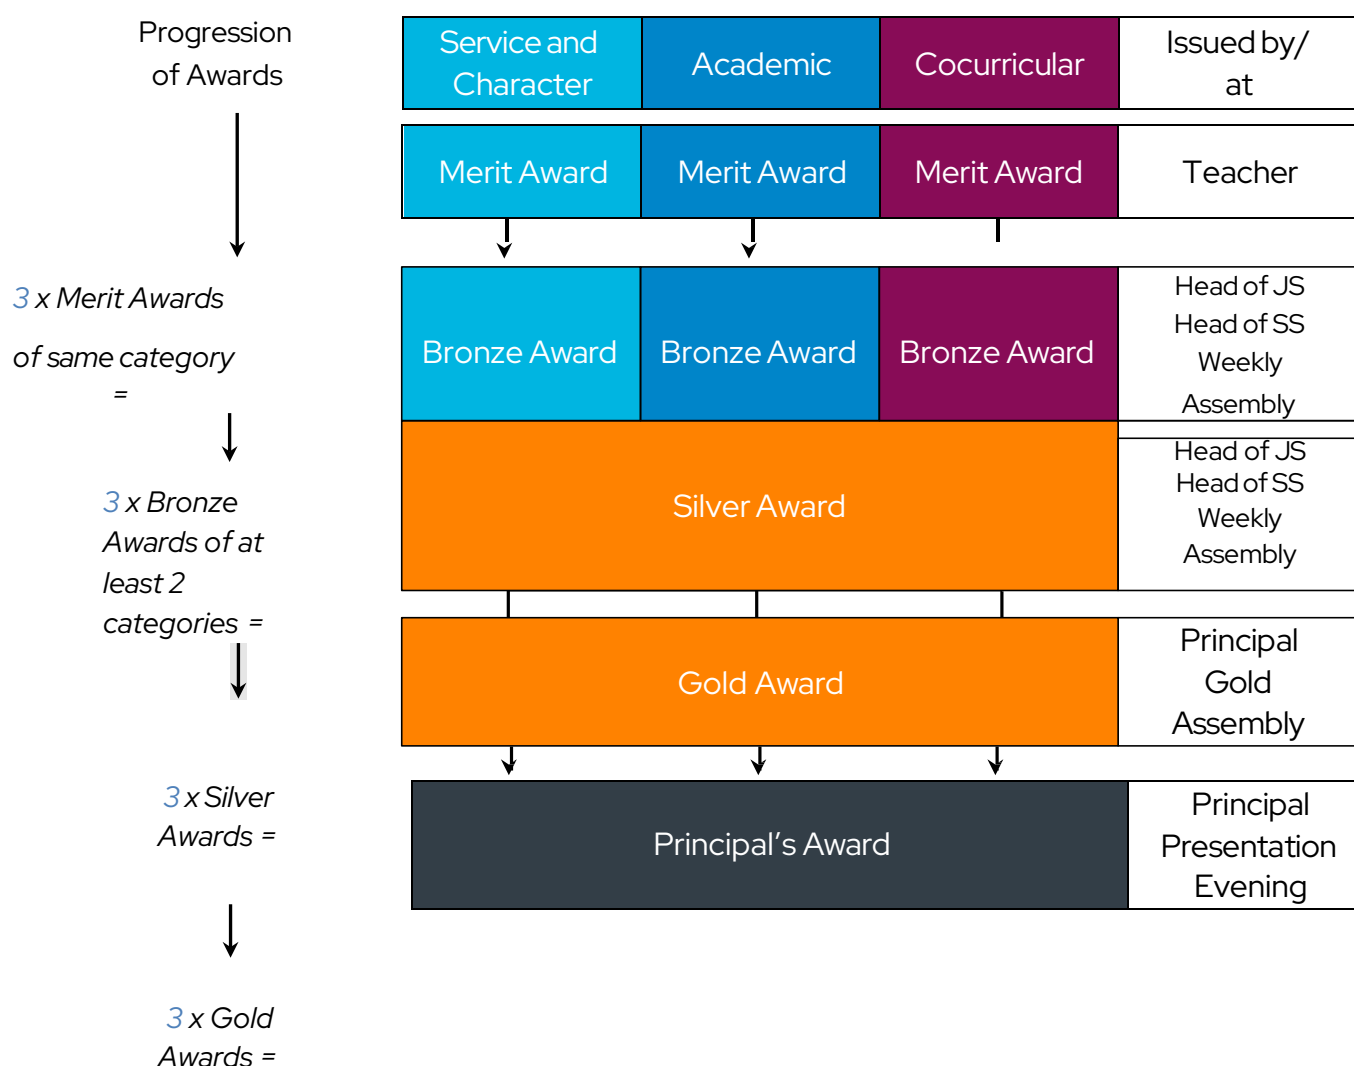 Progression
of Awards
Service and
Character
Academic
Cocurricular
Issued by/
at
Merit Award
Merit Award
Merit Award
Teacher
3 x Merit Awards
of same category
=
Bronze Award
Bronze Award
Bronze Award
Head of JS
Head of SS
Weekly
Assembly
3 x Bronze
Awards of at
least 2
categories =
Silver Award
Head of JS
Head of SS
Weekly
Assembly
Gold Award
Principal
Gold
Assembly
3 x Silver
Awards =
Principal's Award
Principal
Presentation
Evening
3 x Gold
Awards =